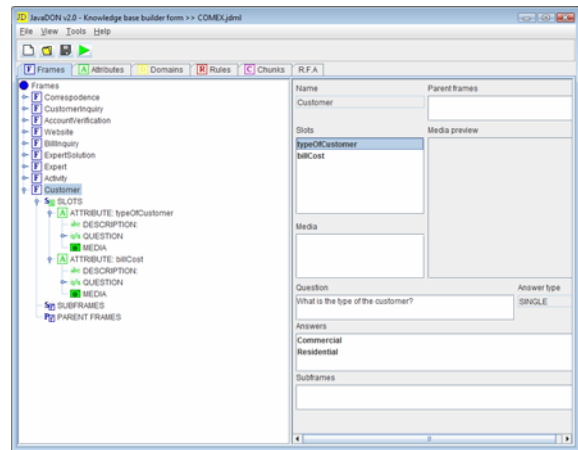 JavaDON v2.0 - Knowledge base builder form >> COMEX.jdml
File View Tools Help
F Frames A Attributes Domains R Rules C Chunks R.F.A
Frames
F Correspodence
F CustomerInquiry
F AccountVerification
F Website
F BillInquiry
F ExpertSolution
F Expert
F Activity
F Customer
SLOTS
A ATTRIBUTE: typeOfCustomer
abc DESCRIPTION:
q/a QUESTION
MEDIA
A ATTRIBUTE: billCost
abc DESCRIPTION:
q/a QUESTION
MEDIA
SUBFRAMES
PARENT FRAMES
Name Parent frames
Customer
Slots Media preview
typeOfCustomer
billCost
Media
Question Answer type
What is the type of the customer? SINGLE
Answers
Commercial
Residential
Subframes